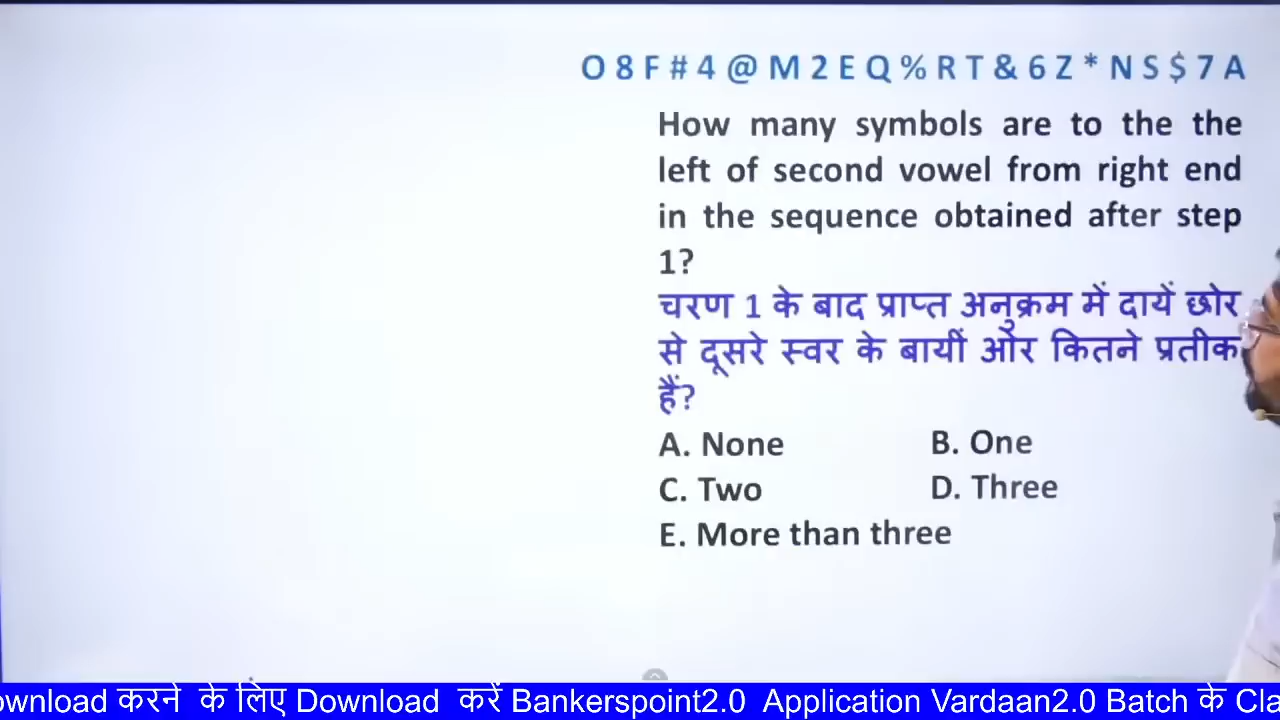 O 8 F # 4 @ M 2 E Q % R T & 6 Z * N S $ 7 A
How many symbols are to the the
left of second vowel from right end
in the sequence obtained after step
1?
चरण 1 के बाद प्राप्त अनुक्रम में दायें छोर
से दूसरे स्वर के बायीं ओर कितने प्रतीक
हैं?
A. None B. One
C. Two D. Three
E. More than three
ownload करने के लिए Download करें Bankerspoint2.0 Application Vardaan2.0 Batch के Cla